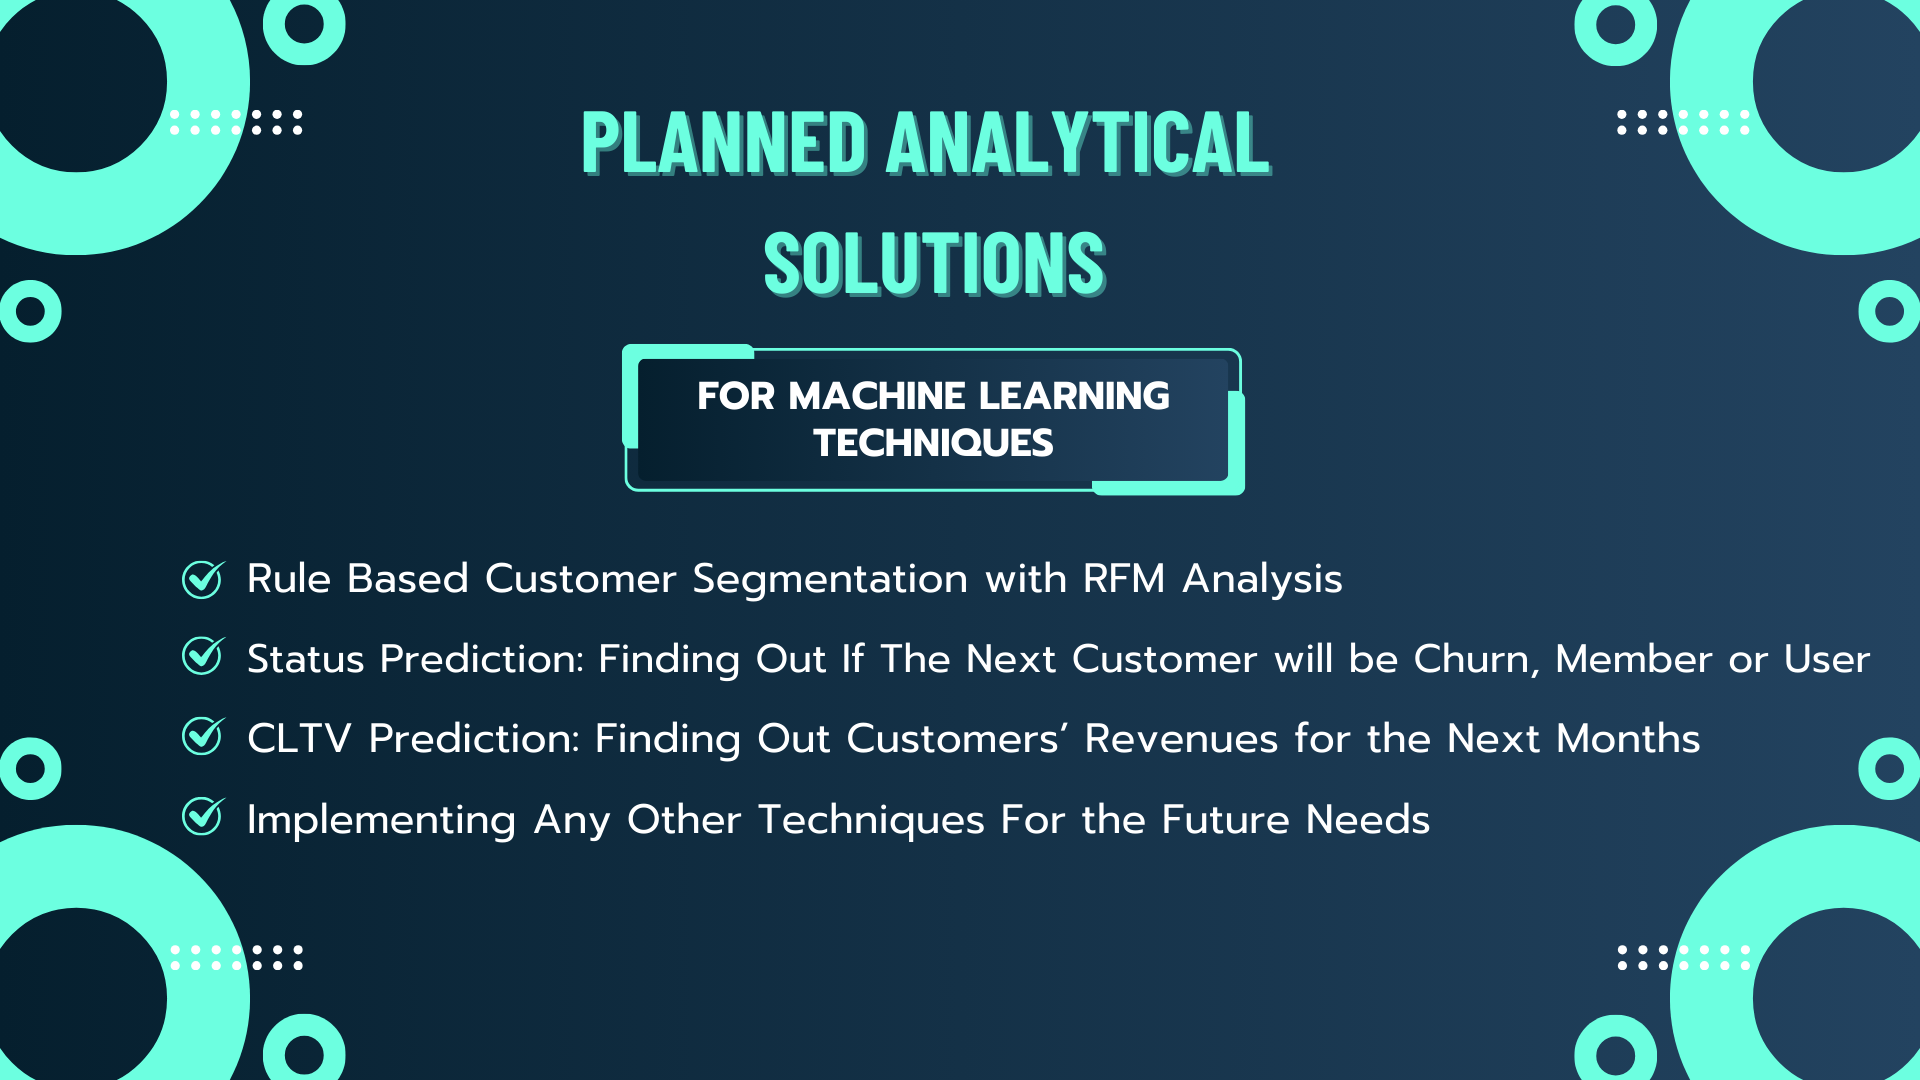 PLANNED ANALYTICAL
SOLUTIONS
FOR MACHINE LEARNING
TECHNIQUES
Rule Based Customer Segmentation with RFM Analysis
Status Prediction: Finding Out If The Next Customer will be Churn, Member or User
CLTV Prediction: Finding Out Customers’ Revenues for the Next Months
Implementing Any Other Techniques For the Future Needs